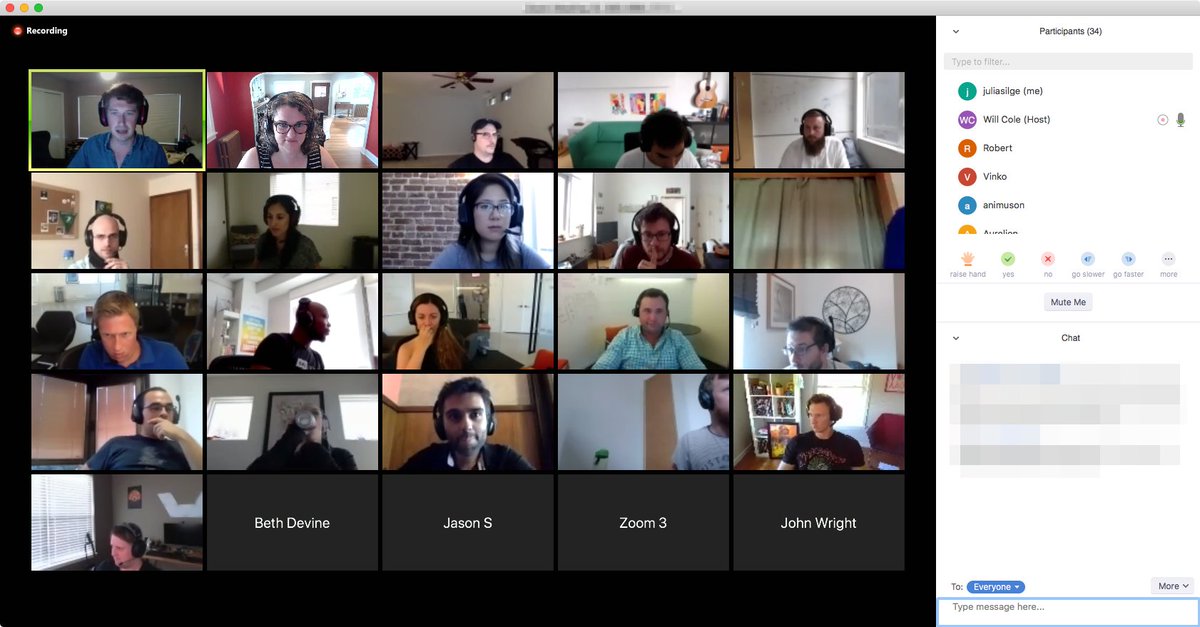 Recording
Beth Devine
Jason S
Zoom 3
John Wright
Participants (34)
Type to filter...
j juliasilge (me)
WC Will Cole (Host)
R Robert
V Vinko
a animuson
Aurelien
raise hand yes no go slower go faster more
Mute Me
Chat
To: Everyone
More
Type message here...